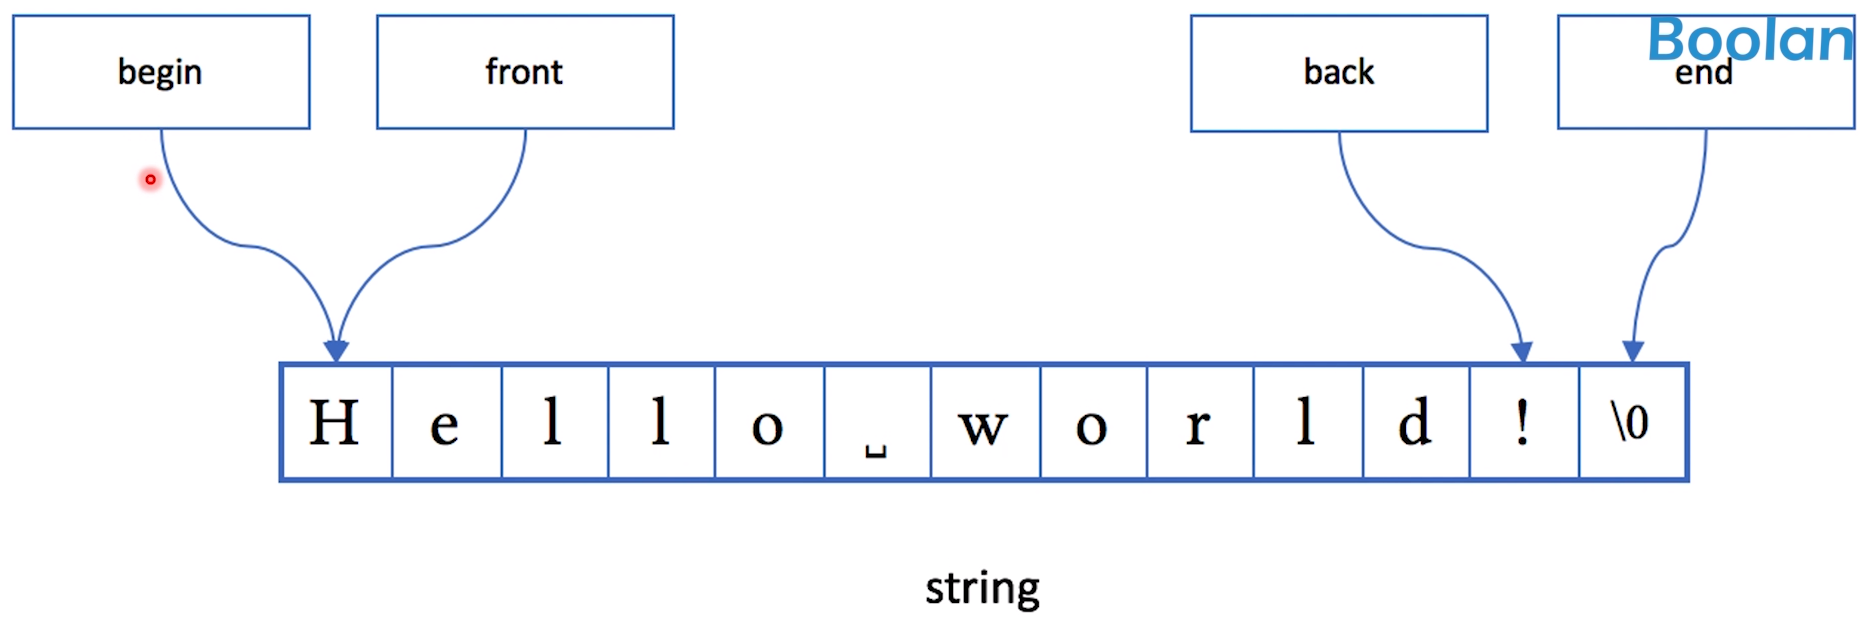 begin
front
back
Boolan
end
H e l l o ␣ w o r l d ! \0
string